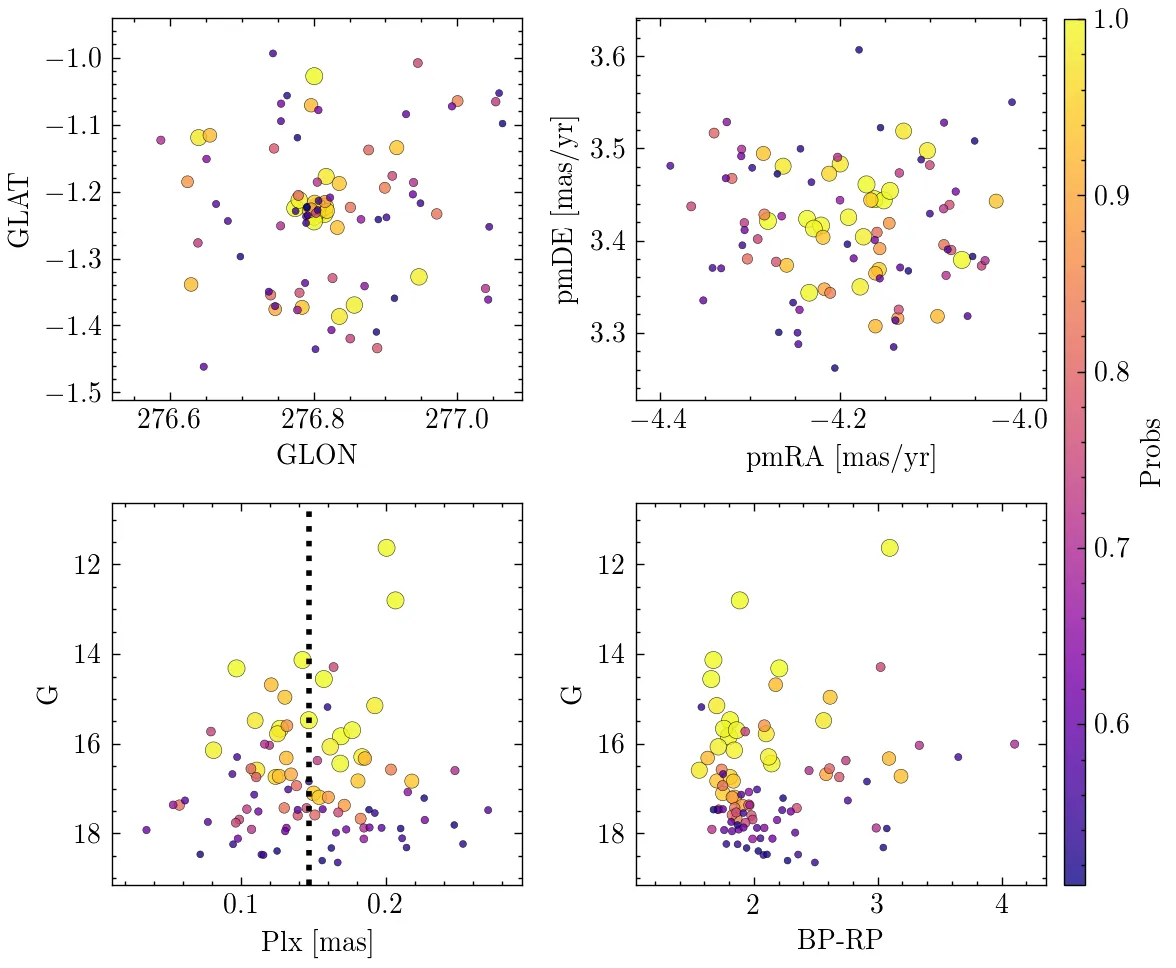 −1.0
−1.1
−1.2
−1.3
−1.4
−1.5
GLAT
276.6 276.8 277.0
GLON
3.6
3.5
3.4
3.3
pmDE [mas/yr]
−4.4 −4.2 −4.0
pmRA [mas/yr]
12
14
16
18
G
0.1 0.2
Plx [mas]
12
14
16
18
G
2 3 4
BP-RP
1.0
0.9
0.8
0.7
0.6
Probs